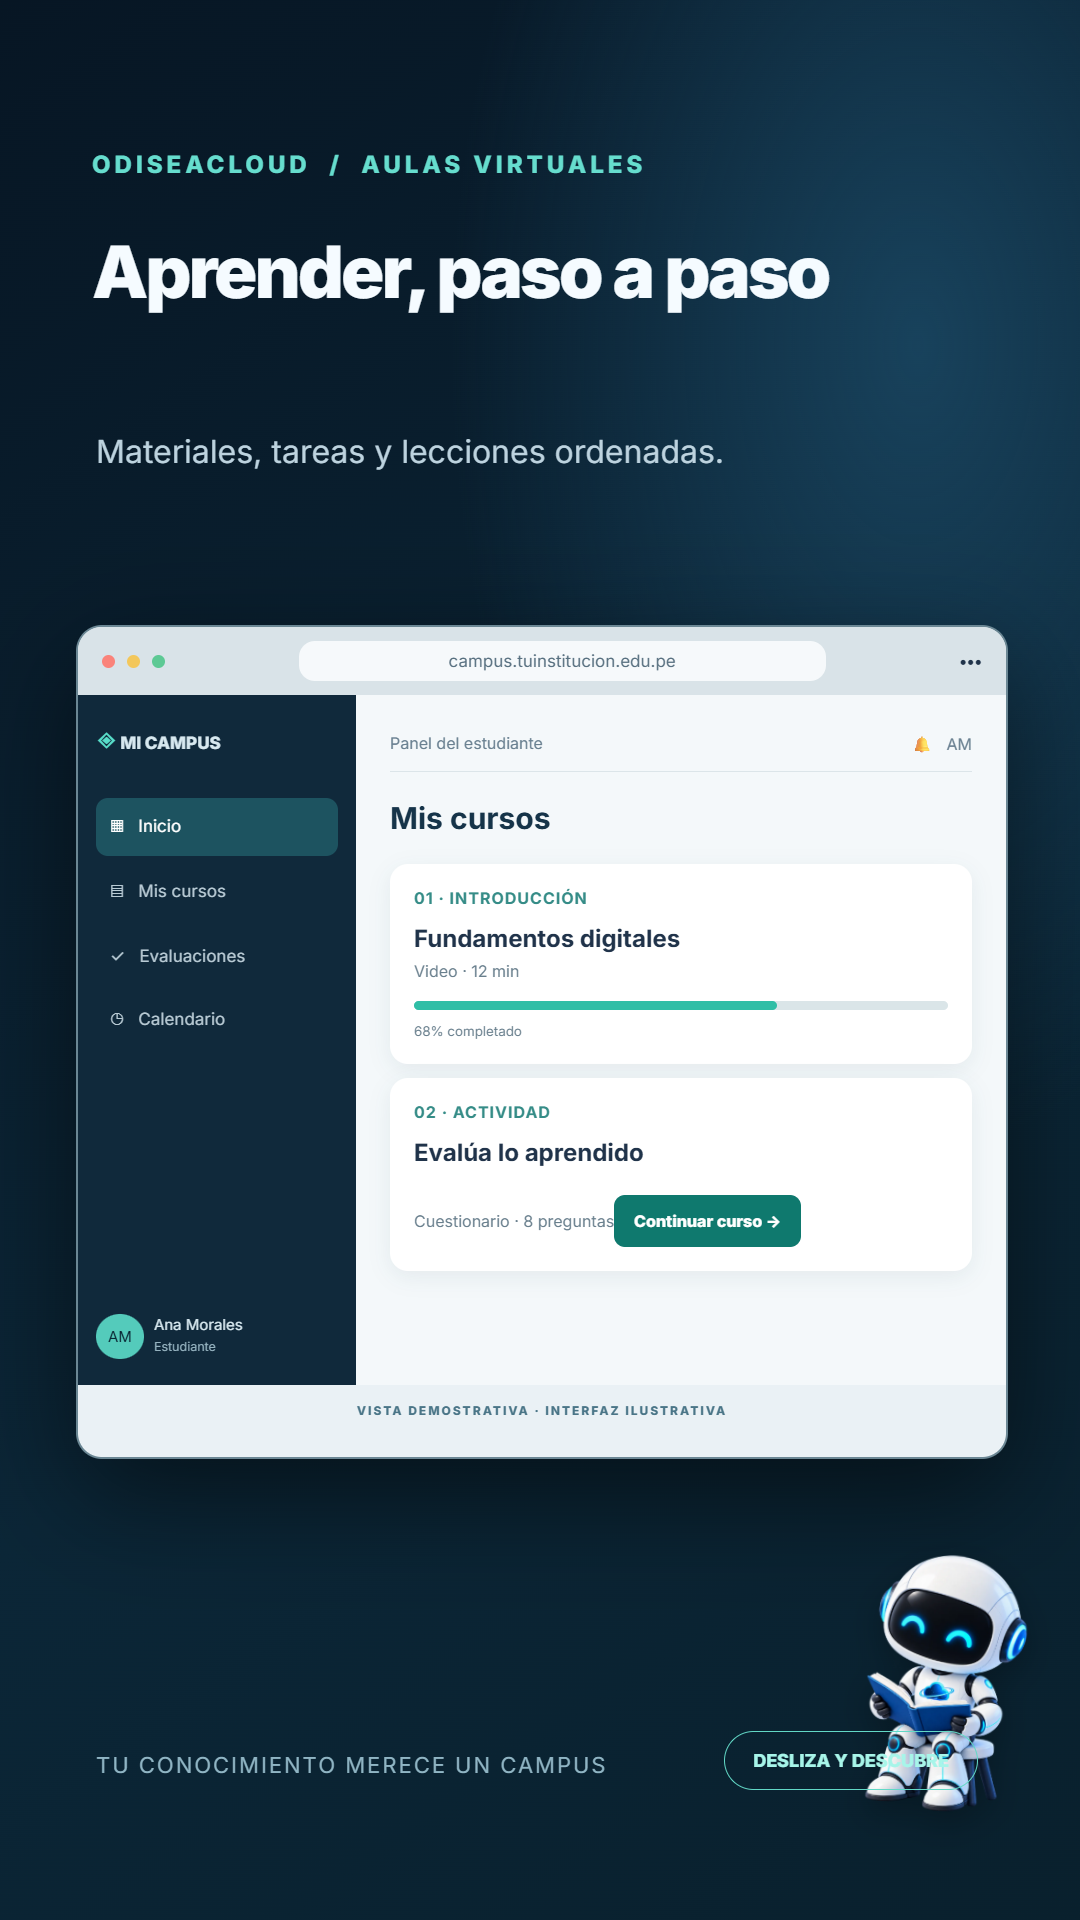 ODISEACLOUD / AULAS VIRTUALES
Aprender, paso a paso
Materiales, tareas y lecciones ordenadas.
campus.tuinstitucion.edu.pe
MI CAMPUS
Inicio
Mis cursos
Evaluaciones
Calendario
AM
Ana Morales
Estudiante
Panel del estudiante
AM
Mis cursos
01 · INTRODUCCIÓN
Fundamentos digitales
Video · 12 min
68% completado
02 · ACTIVIDAD
Evalúa lo aprendido
Cuestionario · 8 preguntas
Continuar curso →
VISTA DEMOSTRATIVA · INTERFAZ ILUSTRATIVA
TU CONOCIMIENTO MERECE UN CAMPUS
DESLIZA Y DESCUBRE